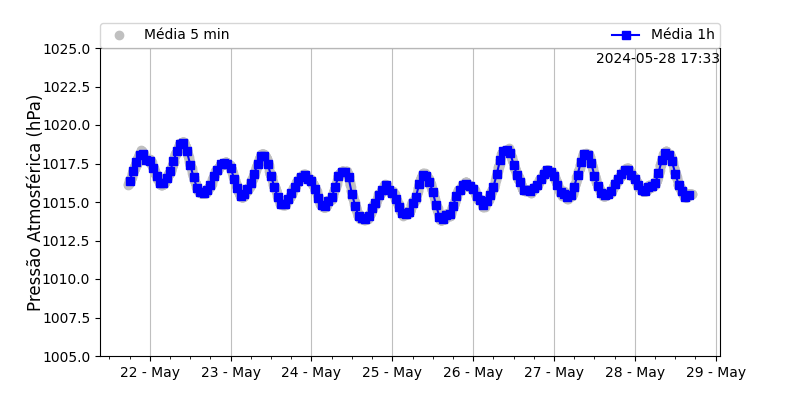 Média 5 min
Média 1h
2024-05-28 17:33
Pressão Atmosférica (hPa)
1025.0
1022.5
1020.0
1017.5
1015.0
1012.5
1010.0
1007.5
1005.0
22 - May
23 - May
24 - May
25 - May
26 - May
27 - May
28 - May
29 - May